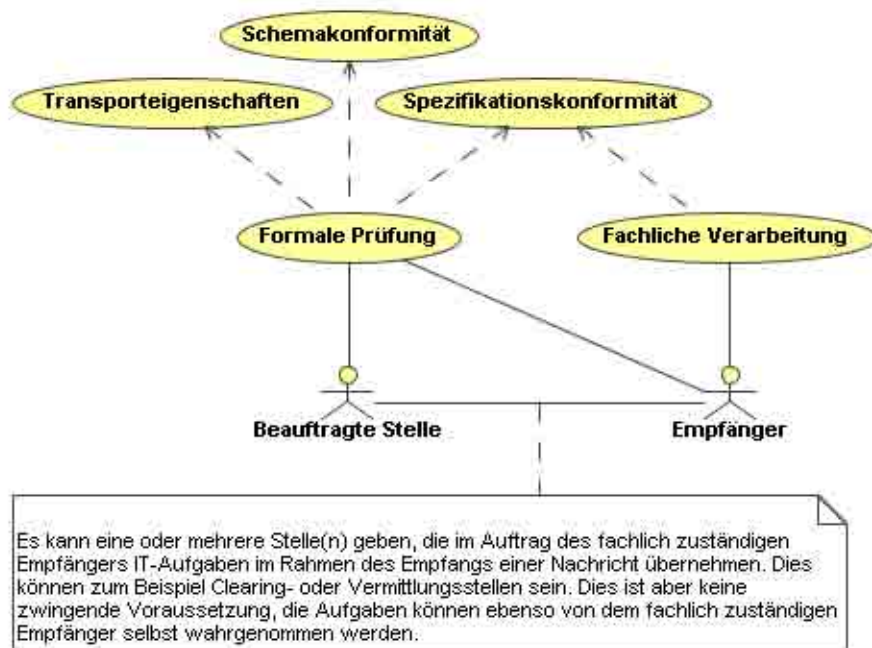 Schemakonformität
Transporteigenschaften
Spezifikationskonformität
Formale Prüfung
Fachliche Verarbeitung
Beauftragte Stelle
Empfänger
Es kann eine oder mehrere Stelle(n) geben, die im Auftrag des fachlich zuständigen
Empfängers IT-Aufgaben im Rahmen des Empfangs einer Nachricht übernehmen. Dies
können zum Beispiel Clearing- oder Vermittlungsstellen sein. Dies ist aber keine
zwingende Voraussetzung, die Aufgaben können ebenso von dem fachlich zuständigen
Empfänger selbst wahrgenommen werden.